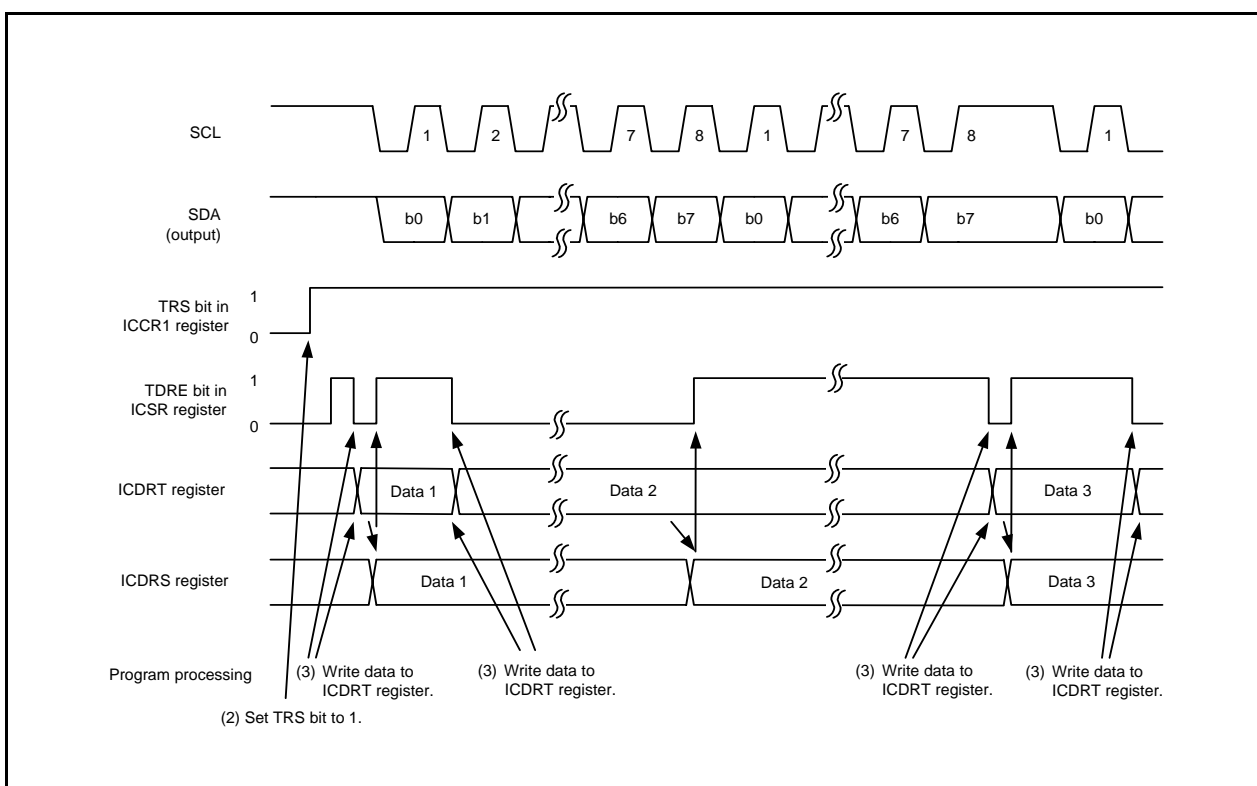 SCL
1 2 7 8 1 7 8 1
SDA
(output)
b0 b1 b6 b7 b0 b6 b7 b0
TRS bit in
ICCR1 register
1
0
TDRE bit in
ICSR register
1
0
ICDRT register
Data 1 Data 2 Data 3
ICDRS register
Data 1 Data 2 Data 3
Program processing
(3) Write data to
ICDRT register.
(3) Write data to
ICDRT register.
(3) Write data to
ICDRT register.
(3) Write data to
ICDRT register.
(2) Set TRS bit to 1.